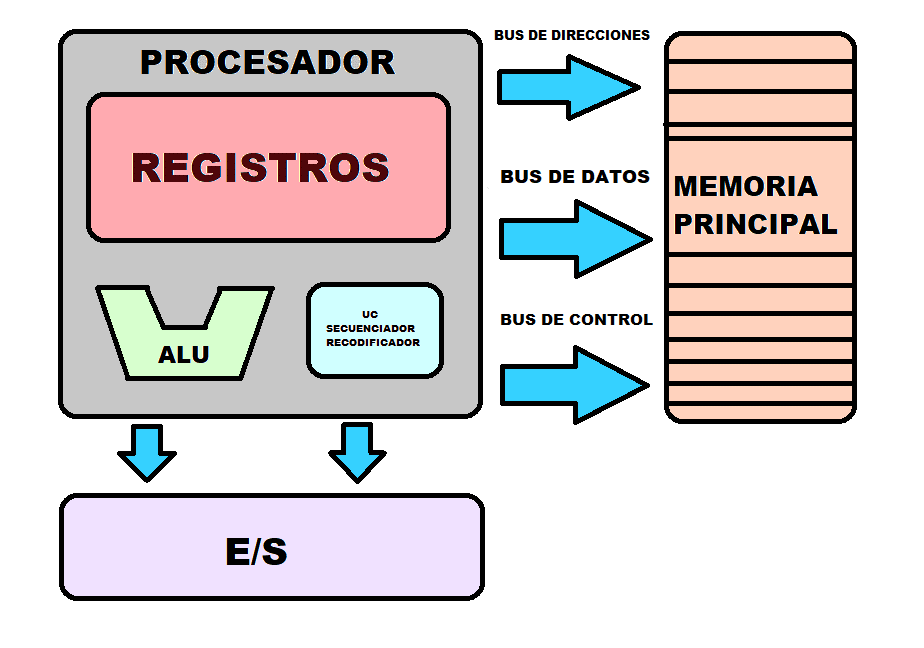 PROCESADOR
REGISTROS
ALU
UC
SECUENCIADOR
RECODIFICADOR
BUS DE DIRECCIONES
BUS DE DATOS
BUS DE CONTROL
MEMORIA
PRINCIPAL
E/S